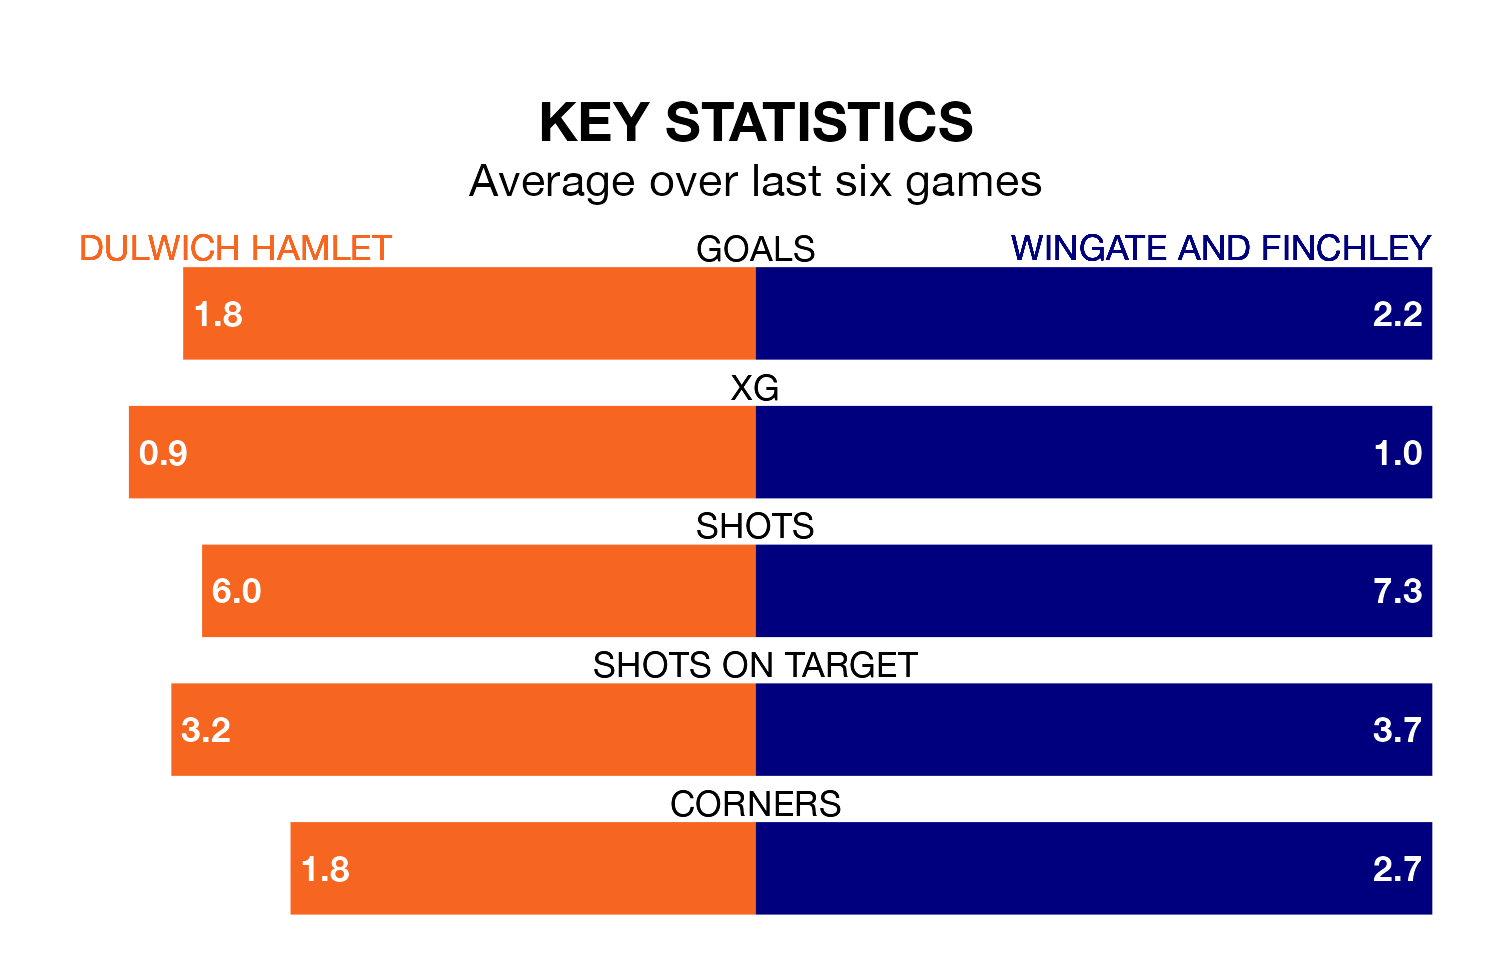 KEY STATISTICS
Average over last six games
DULWICH HAMLET GOALS WINGATE AND FINCHLEY
1.8 2.2
XG
0.9 1.0
SHOTS
6.0 7.3
SHOTS ON TARGET
3.2 3.7
CORNERS
1.8 2.7